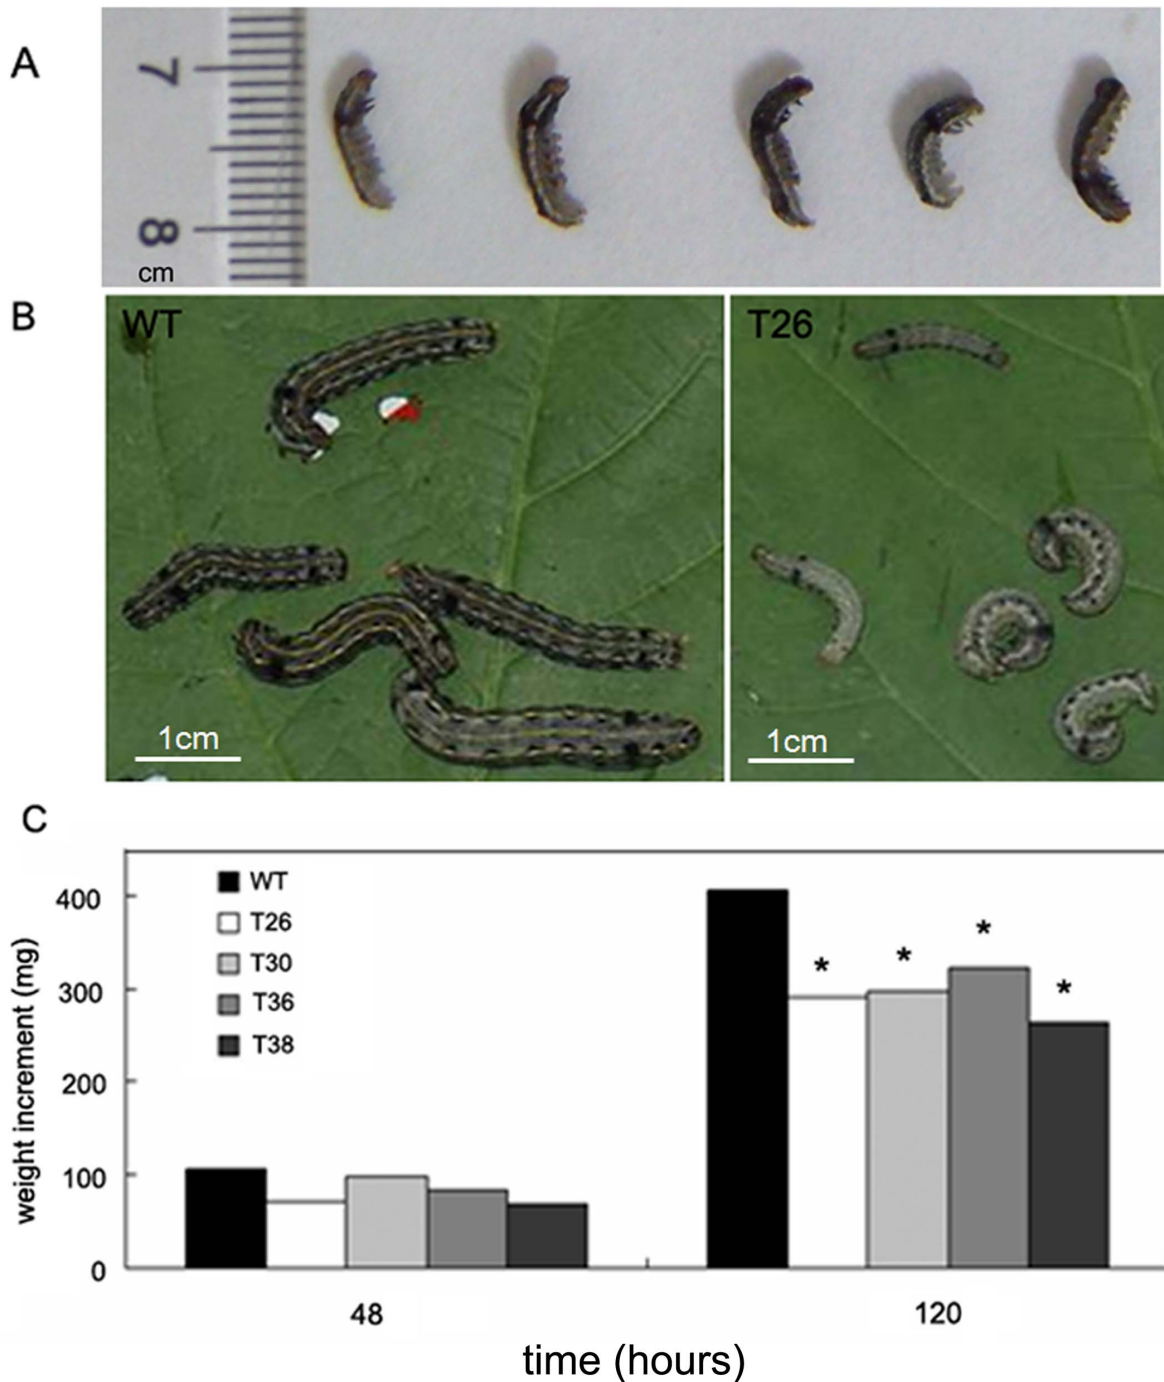 A
7
8
cm
B
WT
T26
1cm
1cm
C
weight increment (mg)
400
300
200
100
0
WT
T26
T30
T36
T38
*
*
*
*
48
120
time (hours)